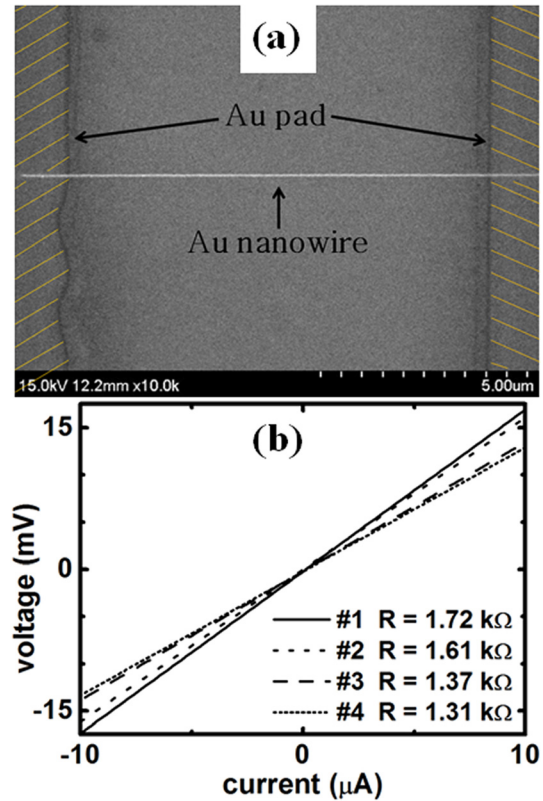 (a)
Au pad
Au nanowire
15.0kV 12.2mm x10.0k 5.00um
(b)
voltage (mV)
15
0
-15
#1 R = 1.72 kΩ
#2 R = 1.61 kΩ
#3 R = 1.37 kΩ
#4 R = 1.31 kΩ
-10 0 10
current (μA)